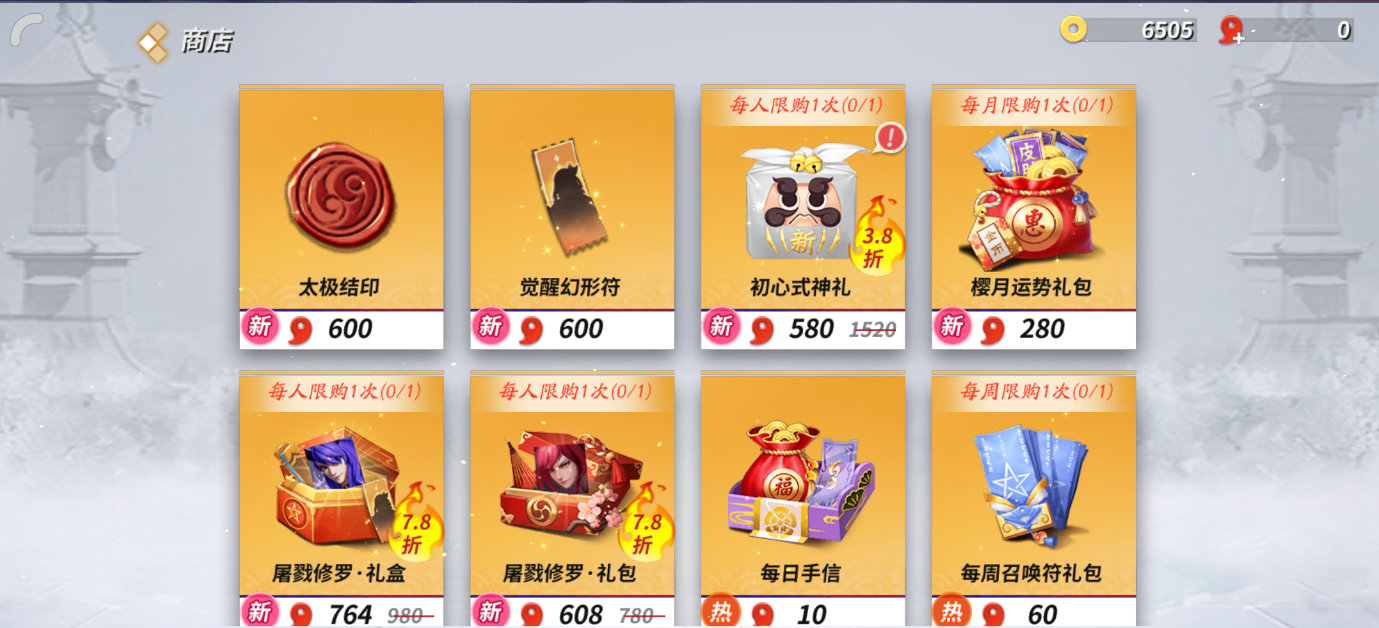 商店
6505
0
太极结印
新
600
觉醒幻形符
新
600
每人限购1次(0/1)
!
新
3.8
折
初心式神礼
新
580 1520
每月限购1次(0/1)
惠
金币
樱月运势礼包
新
280
每人限购1次(0/1)
7.8
折
屠戮修罗·礼盒
新
764 980
每人限购1次(0/1)
7.8
折
屠戮修罗·礼包
新
608 780
福
每日手信
热
10
每周限购1次(0/1)
每周召唤符礼包
热
60